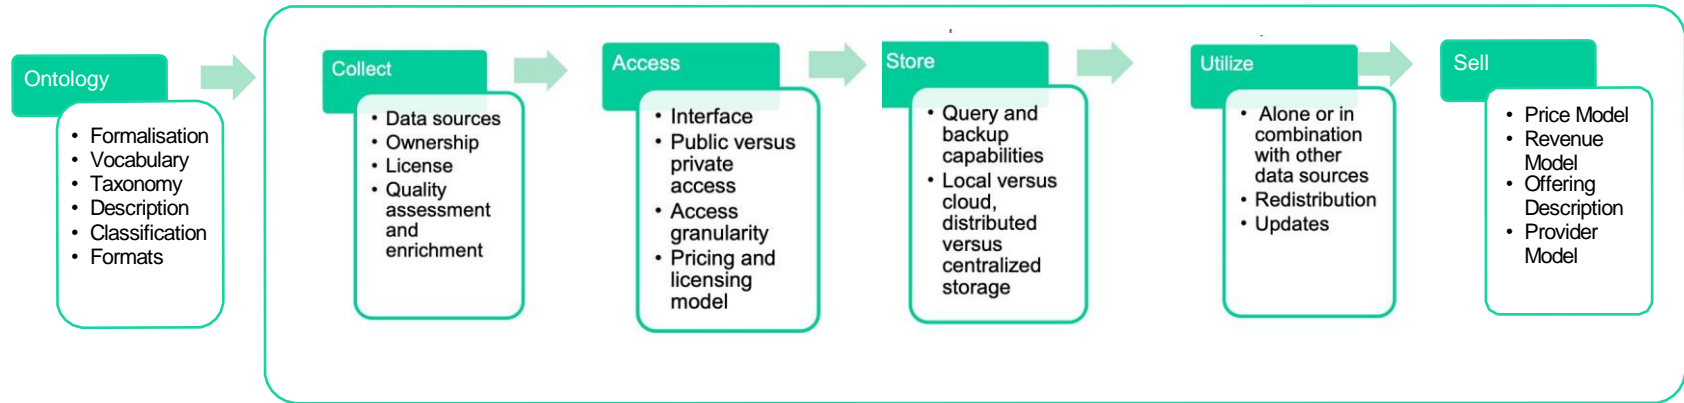 Ontology
• Formalisation
• Vocabulary
• Taxonomy
• Description
• Classification
• Formats
Collect
• Data sources
• Ownership
• License
• Quality
assessment
and
enrichment
Access
• Interface
• Public versus
private
access
• Access
granularity
• Pricing and
licensing
model
Store
• Query and
backup
capabilities
• Local versus
cloud,
distributed
versus
centralized
storage
Utilize
• Alone or in
combination
with other
data sources
• Redistribution
• Updates
Sell
• Price Model
• Revenue
Model
• Offering
Description
• Provider
Model